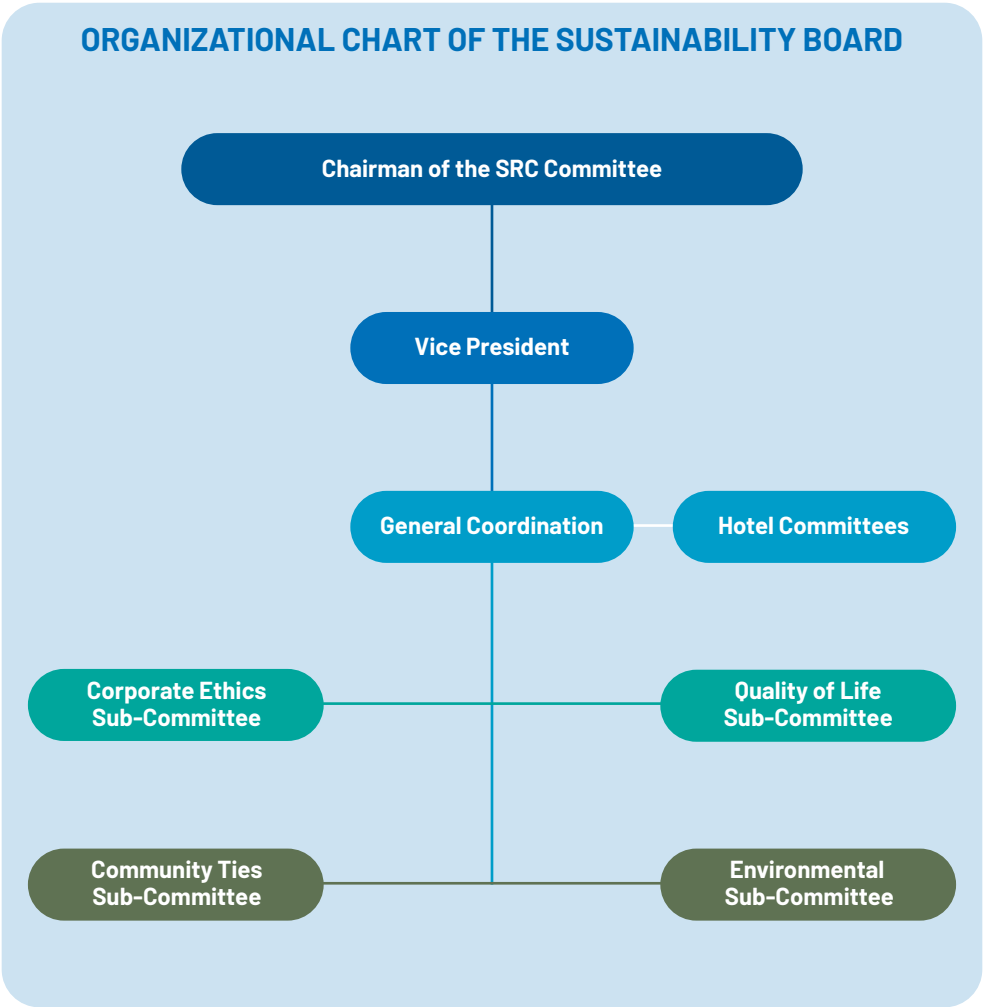 ORGANIZATIONAL CHART OF THE SUSTAINABILITY BOARD
Chairman of the SRC Committee
Vice President
General Coordination
Hotel Committees
Corporate Ethics
Sub-Committee
Quality of Life
Sub-Committee
Community Ties
Sub-Committee
Environmental
Sub-Committee